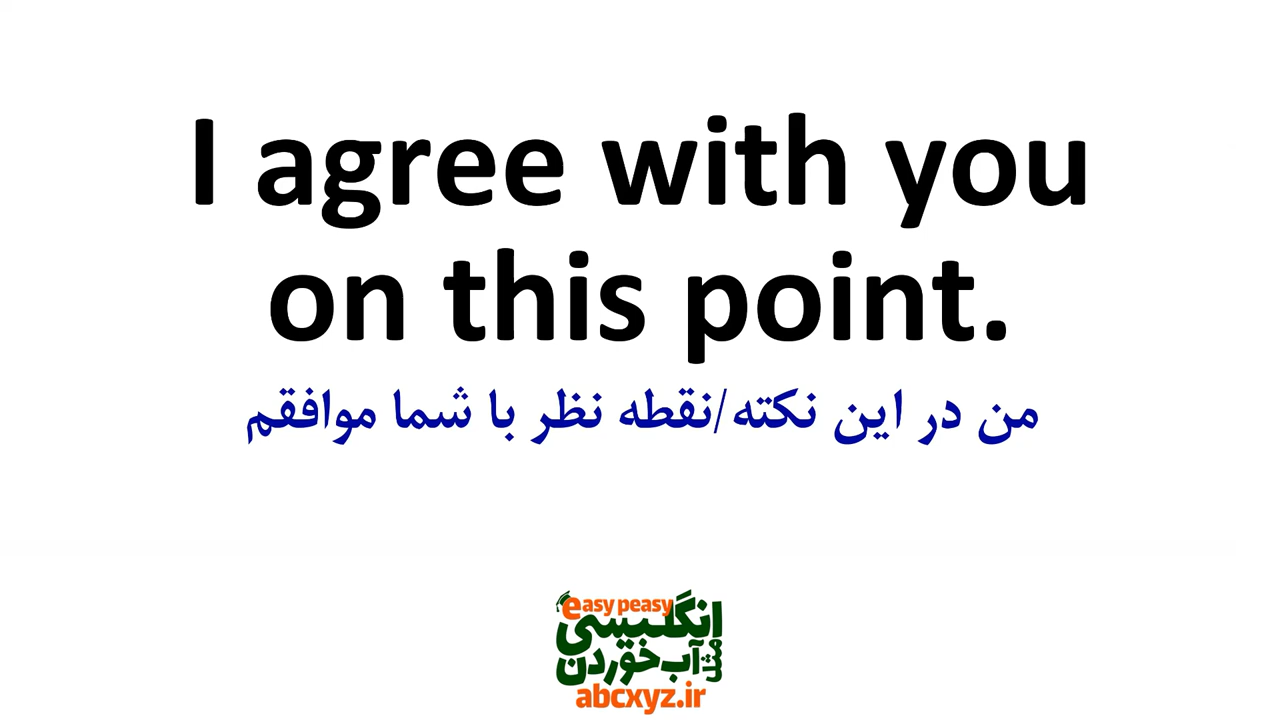 I agree with you
on this point.
من در این نکته/نقطه نظر با شما موافقم
easy peasy
انگلیسی
مثل آب خوردن
abcxyz.ir